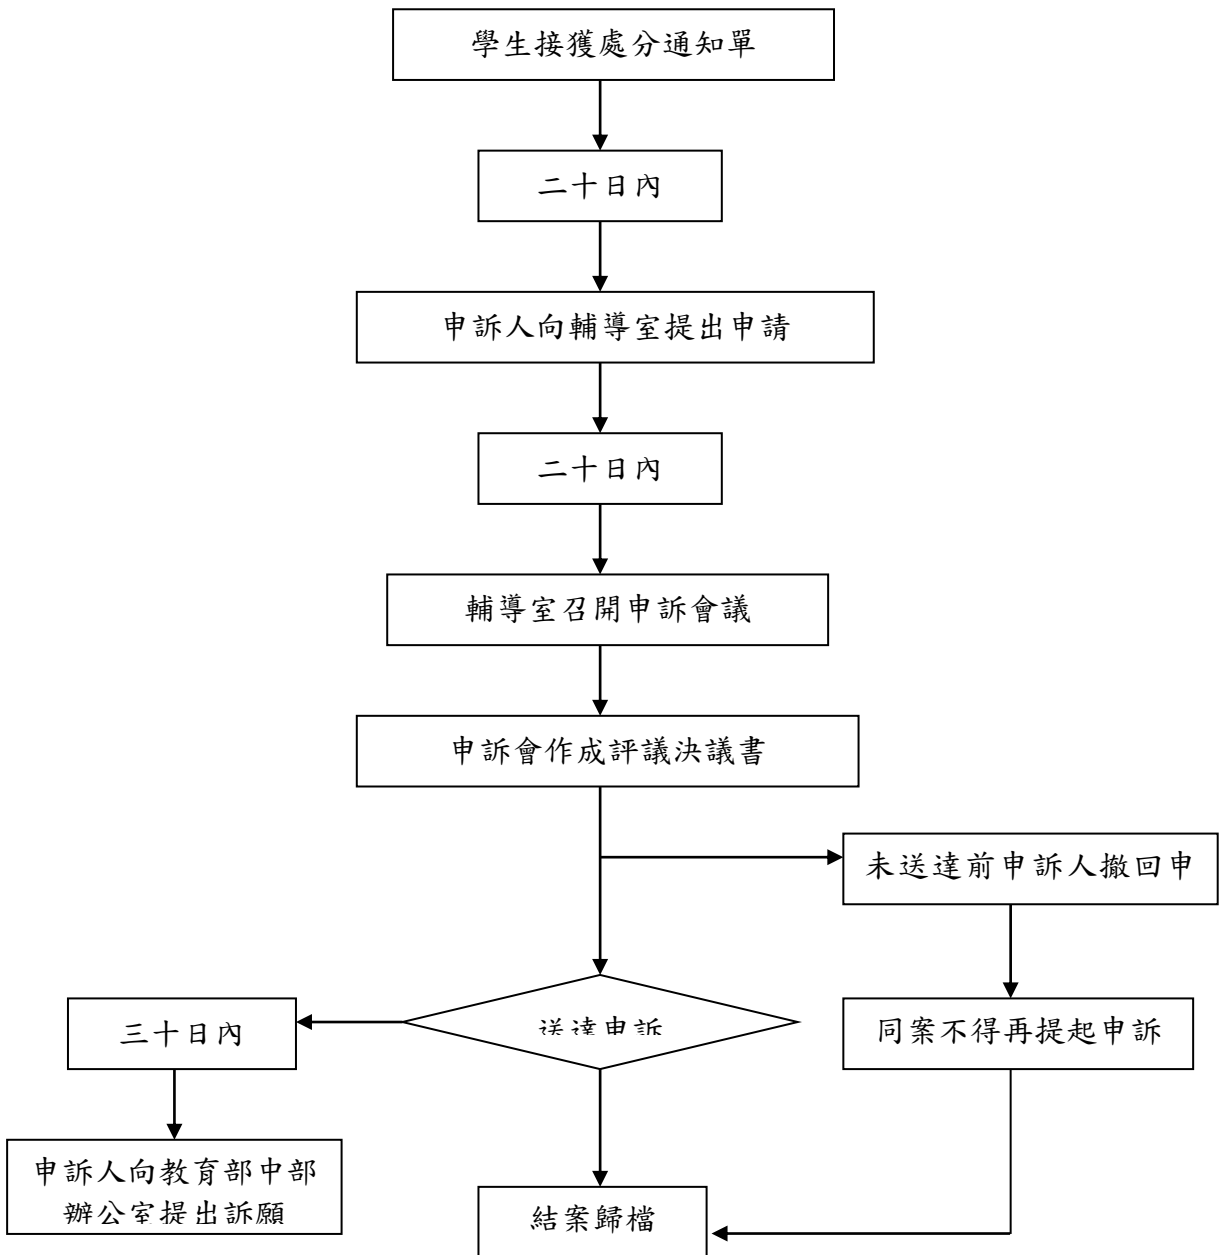 學生接獲處分通知單
二十日內
申訴人向輔導室提出申請
二十日內
輔導室召開申訴會議
申訴會作成評議決議書
未送達前申訴人撤回申
送達申訴
三十日內
同案不得再提起申訴
申訴人向教育部中部
辦公室提出訴願
結案歸檔